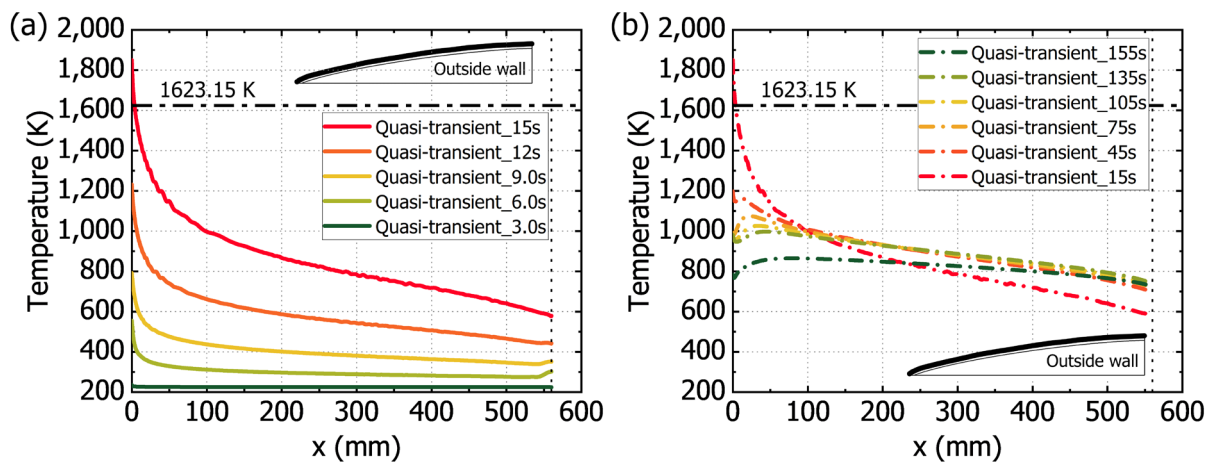 (a)
Temperature (K)
2,000
1,800
1,600
1,400
1,200
1,000
800
600
400
200
1623.15 K
Outside wall
Quasi-transient_15s
Quasi-transient_12s
Quasi-transient_9.0s
Quasi-transient_6.0s
Quasi-transient_3.0s
0 100 200 300 400 500 600
x (mm)
(b)
Temperature (K)
2,000
1,800
1,600
1,400
1,200
1,000
800
600
400
200
1623.15 K
Quasi-transient_155s
Quasi-transient_135s
Quasi-transient_105s
Quasi-transient_75s
Quasi-transient_45s
Quasi-transient_15s
Outside wall
0 100 200 300 400 500 600
x (mm)